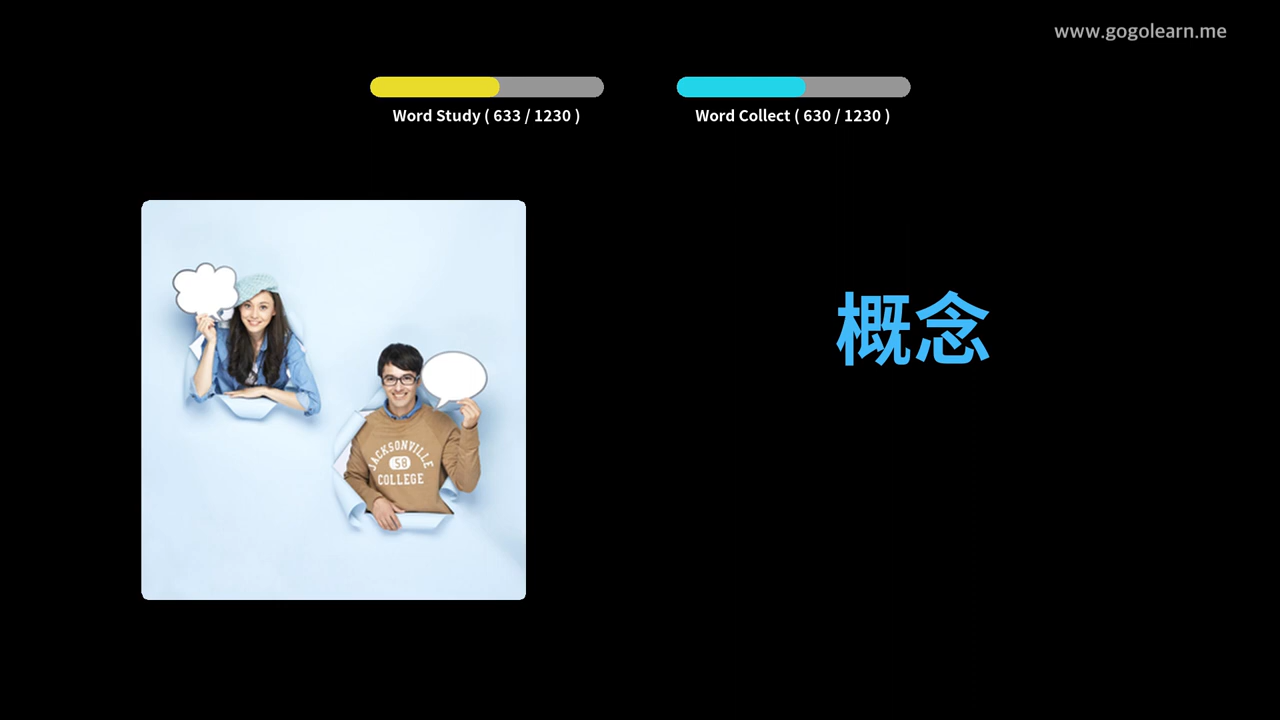 www.gogolearn.me
Word Study ( 633 / 1230 )
Word Collect ( 630 / 1230 )
概念
JACKSONVILLE
58
COLLEGE